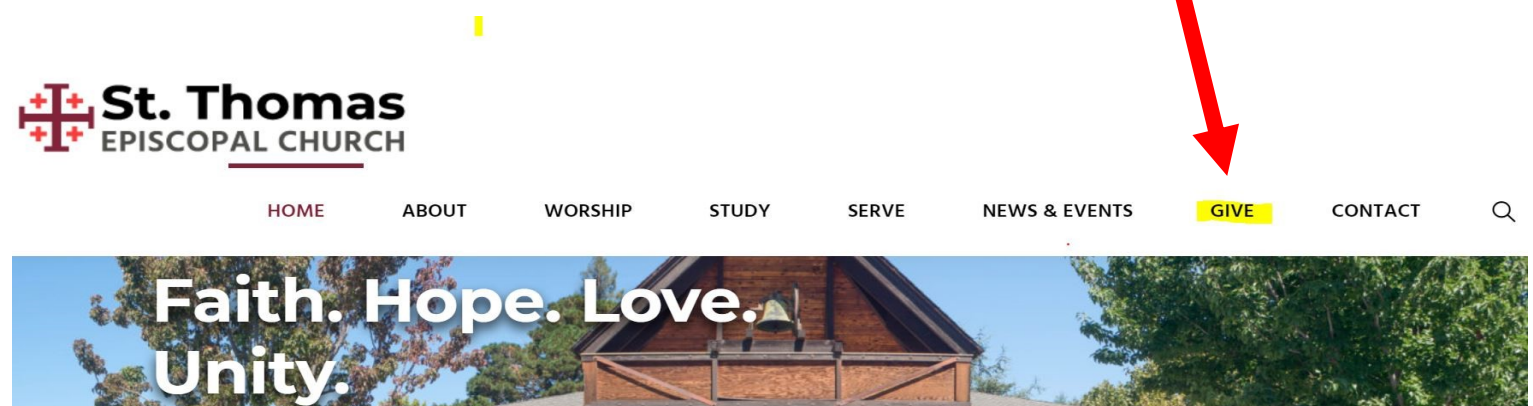 St. Thomas
EPISCOPAL CHURCH
HOME ABOUT WORSHIP STUDY SERVE NEWS & EVENTS GIVE CONTACT
Faith. Hope. Love.
Unity.